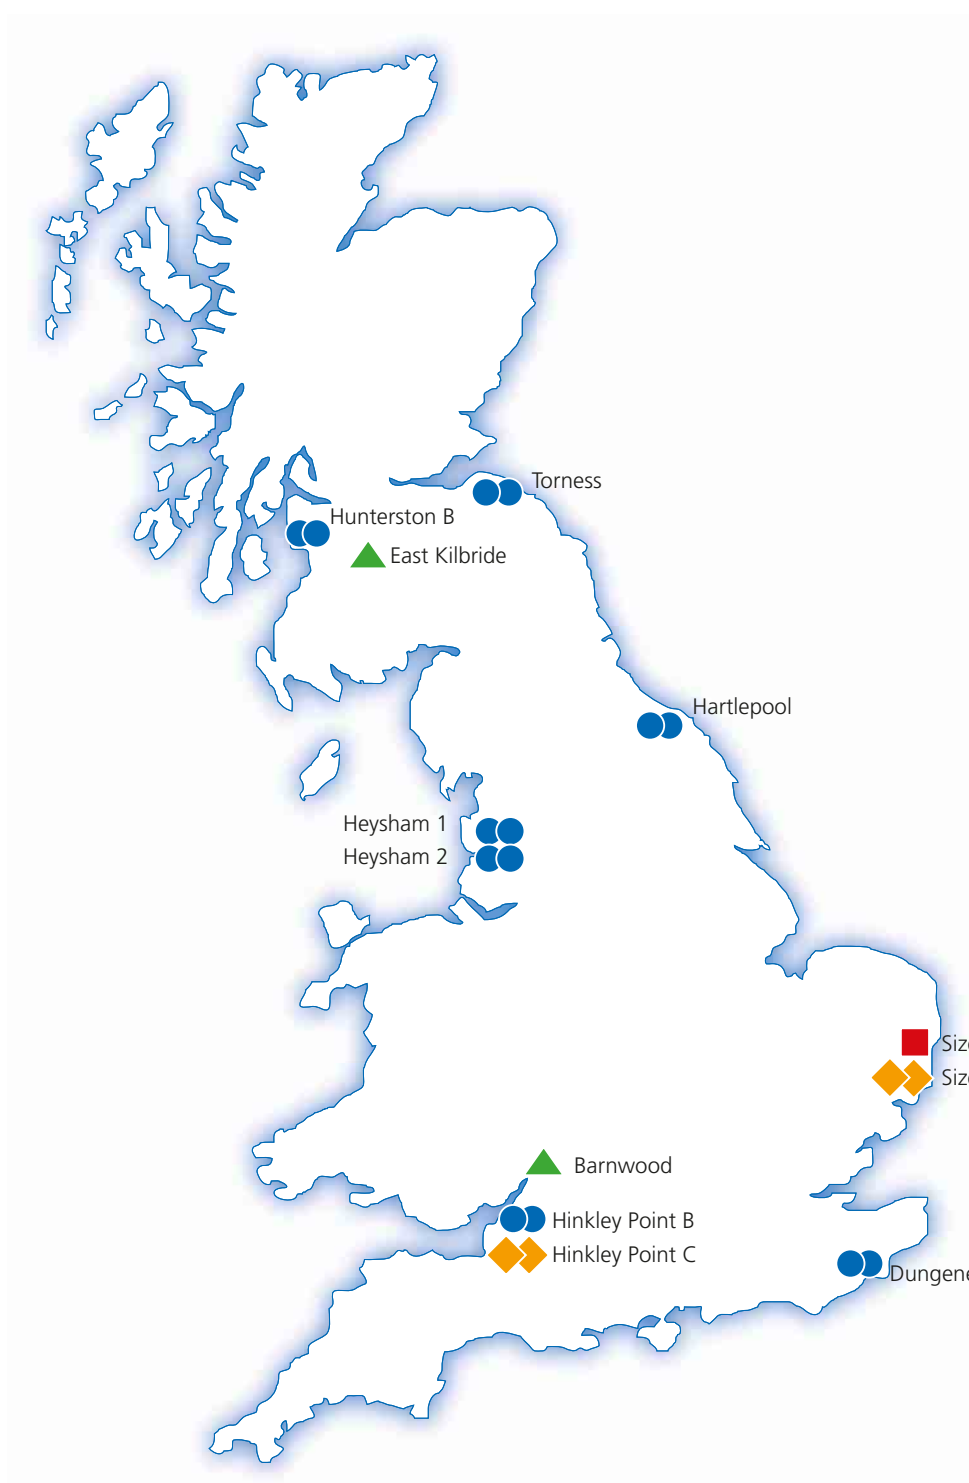 Torness
Hunterston B
East Kilbride
Hartlepool
Heysham 1
Heysham 2
Barnwood
Hinkley Point B
Hinkley Point C